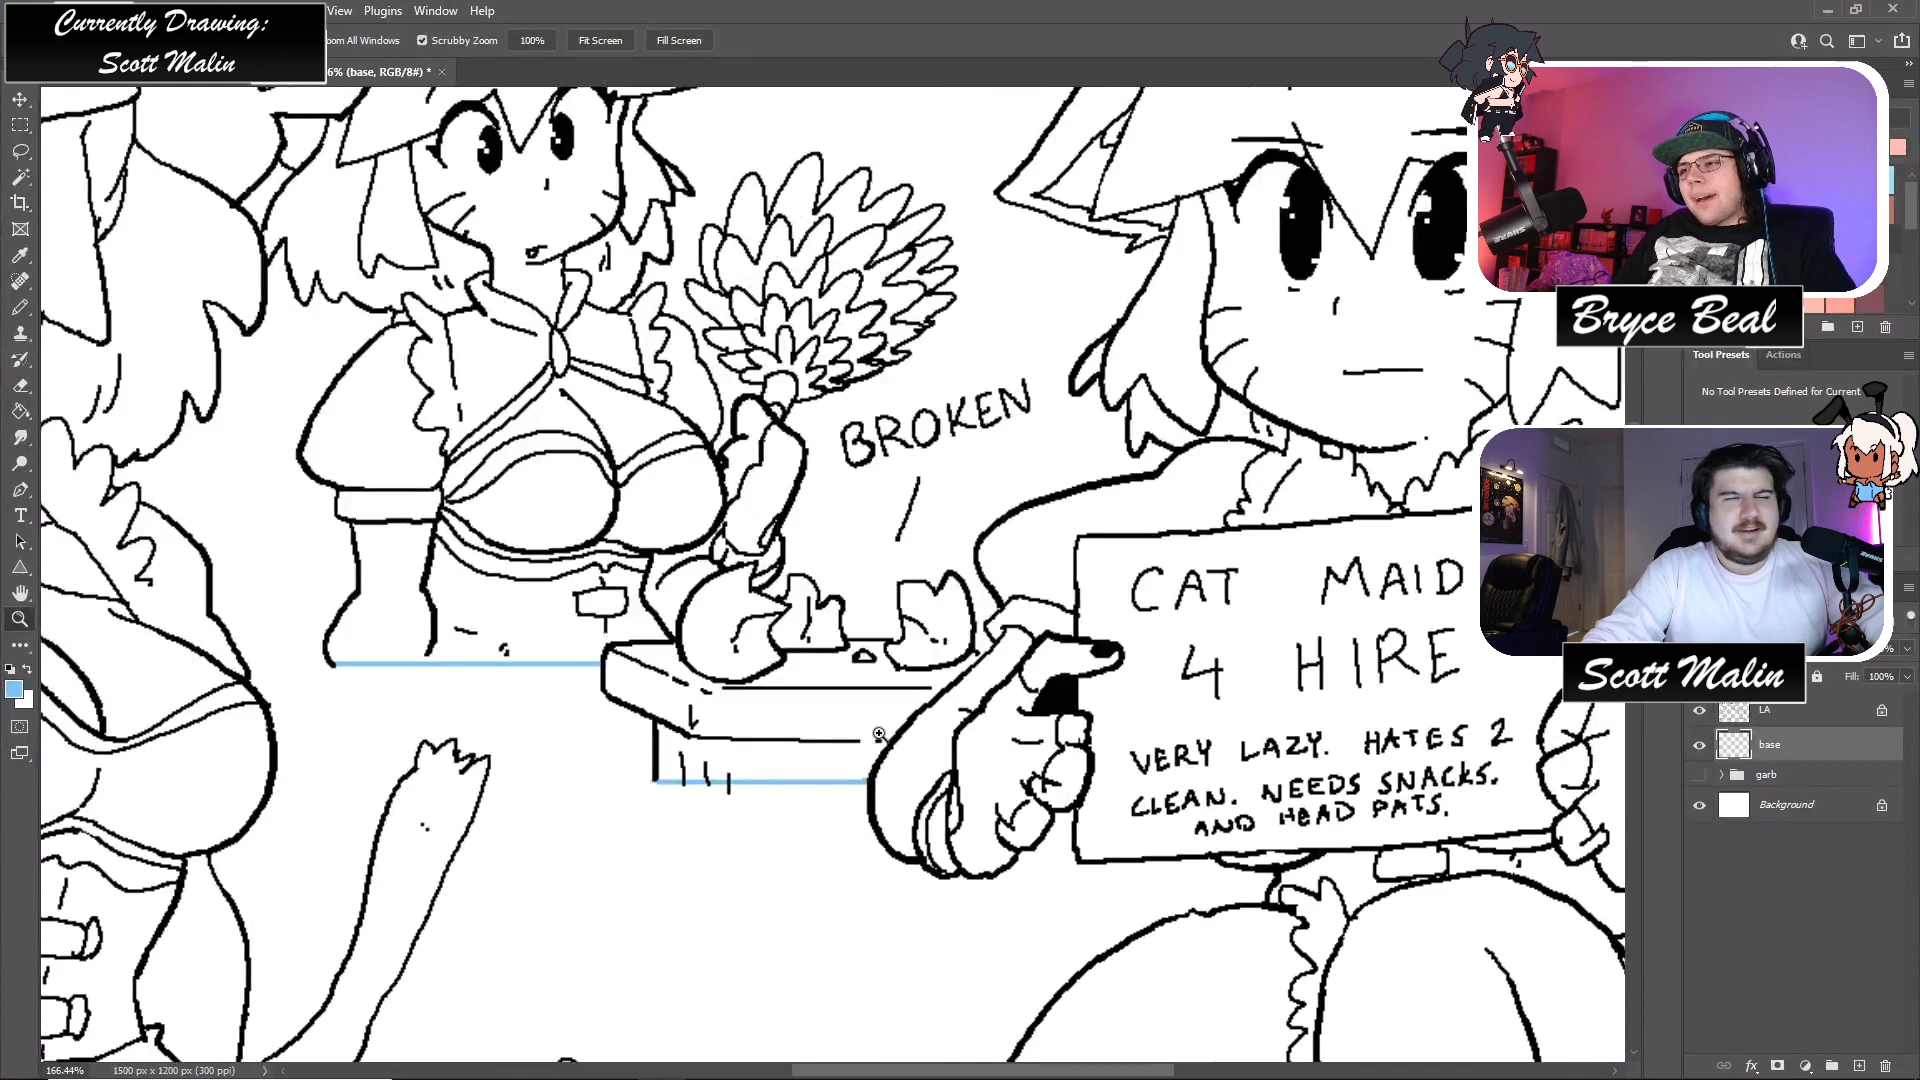 Currently Drawing:
Scott Malin
View Plugins Window Help
Scrubby Zoom 100% Fit Screen Fill Screen
6% (base, RGB/8#) *
BROKEN
CAT MAID
4 HIRE
VERY LAZY. HATES 2
CLEAN. NEEDS SNACKS.
AND HEAD PATS.
Bryce Beal
Tool Presets Actions
No Tool Presets Defined for Current
Scott Malin
Fill: 100%
LA
base
garb
Background
166.44% 1500 px x 1200 px (300 ppi)